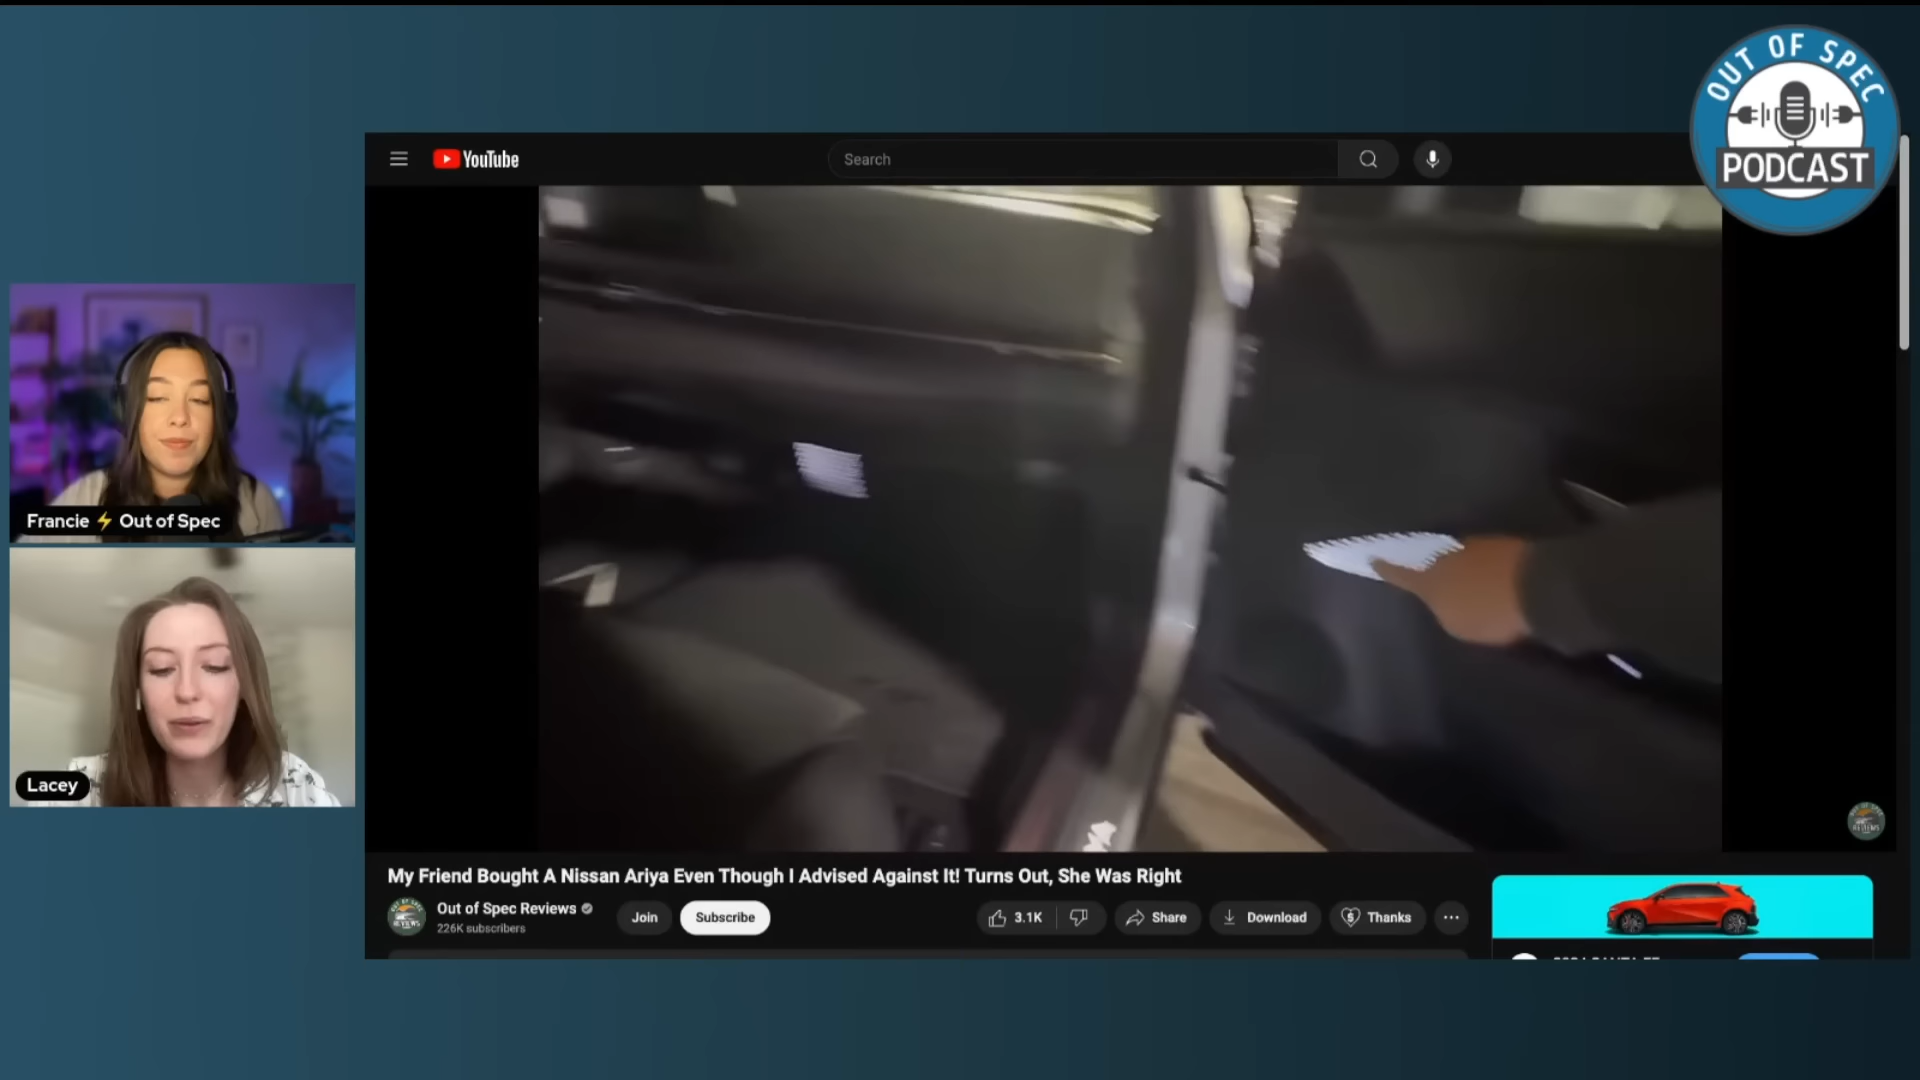 OUT OF SPEC
PODCAST
YouTube
Search
Francie ⚡ Out of Spec
Lacey
My Friend Bought A Nissan Ariya Even Though I Advised Against It! Turns Out, She Was Right
Out of Spec Reviews
226K subscribers
Join
Subscribe
3.1K
Share
Download
Thanks